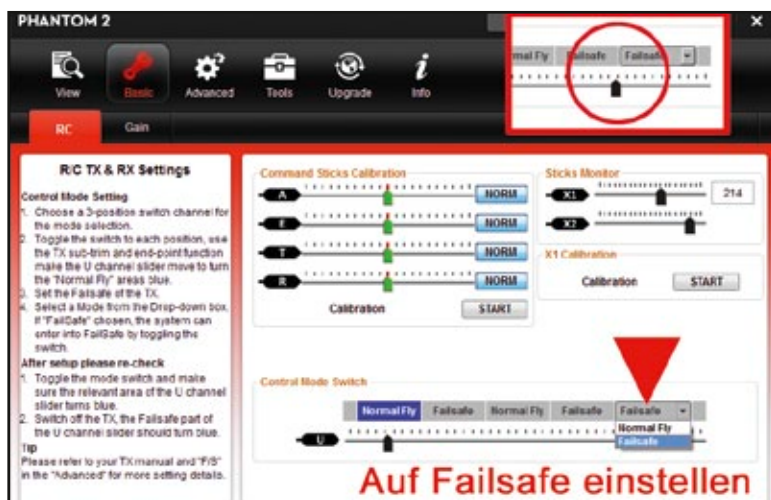 PHANTOM 2
View
Basic
Advanced
Tools
Upgrade
Info
mal Fly Failsafe Failsafe
RC
Gain
R/C TX & RX Settings
Control Mode Setting
1. Choose a 3-position switch channel for
the mode selection.
2. Toggle the switch to each position, use
the TX sub-trim and end-point function
make the U channel slider move to turn
the "Normal Fly" areas blue.
3. Set the Failsafe of the TX.
4. Select a Mode from the Drop-down box.
If "FailSafe" chosen, the system can
enter into FailSafe by toggling the
switch.
After setup please re-check
1. Toggle the mode switch and make
sure the relevant area of the U channel
slider turns blue.
2. Switch off the TX, the Failsafe part of
the U channel slider should turn blue.
Tip
Please refer to your TX manual and "F/S"
in the "Advanced" for more setting details.
Command Sticks Calibration
A NORM
E NORM
T NORM
R NORM
Calibration START
Sticks Monitor
X1 214
X2
X1 Calibration
Calibration START
Control Mode Switch
Normal Fly Failsafe Normal Fly Failsafe Failsafe
Normal Fly
Failsafe
U
Auf Failsafe einstellen